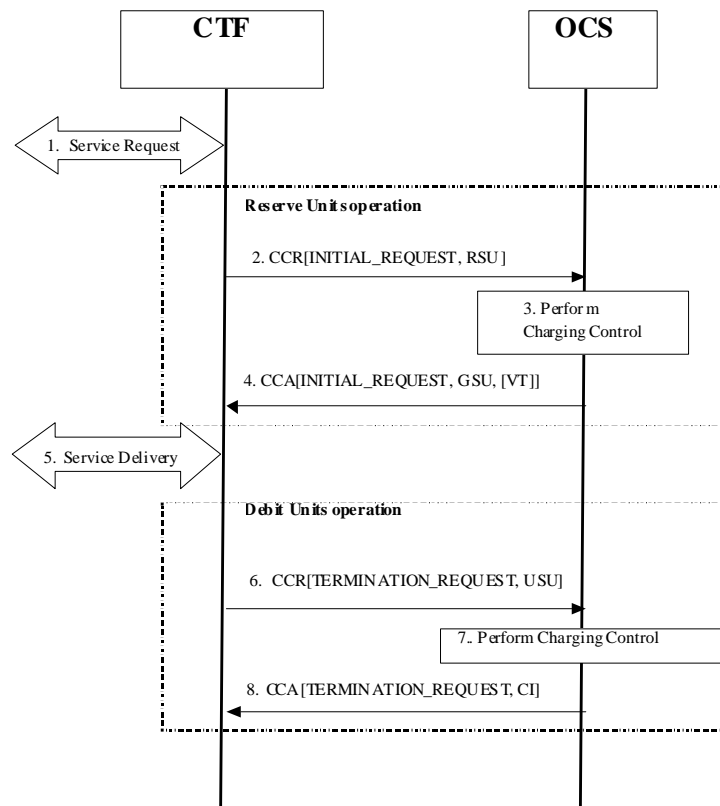 CTF
OCS
1. Service Request
Reserve Units operation
2. CCR[INITIAL_REQUEST, RSU]
3. Perform
Charging Control
4. CCA[INITIAL_REQUEST, GSU, [VT]]
5. Service Delivery
Debit Units operation
6. CCR[TERMINATION_REQUEST, USU]
7.. Perform Charging Control
8. CCA[TERMINATION_REQUEST, CI]